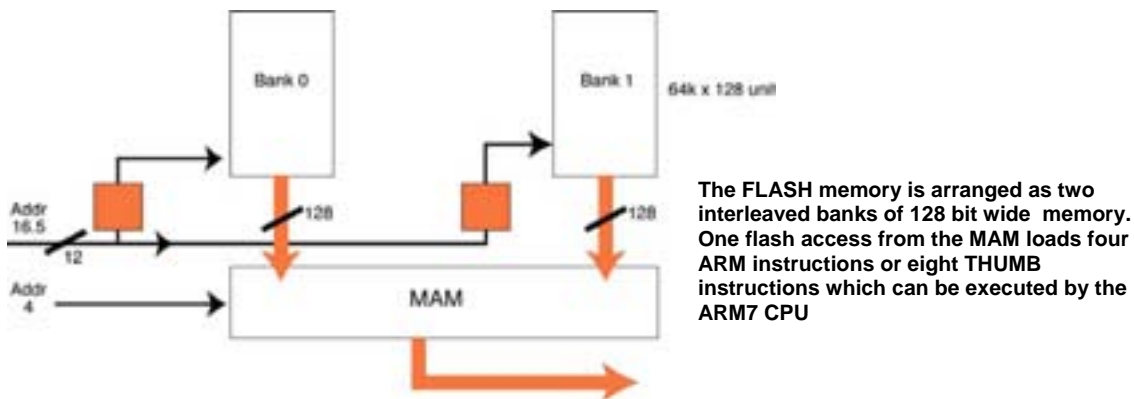 Bank 0
Bank 1
64k x 128 unit
Addr
16.5
12
128
128
Addr
4
MAM
The FLASH memory is arranged as two
interleaved banks of 128 bit wide  memory.
One flash access from the MAM loads four
ARM instructions or eight THUMB
instructions which can be executed by the
ARM7 CPU